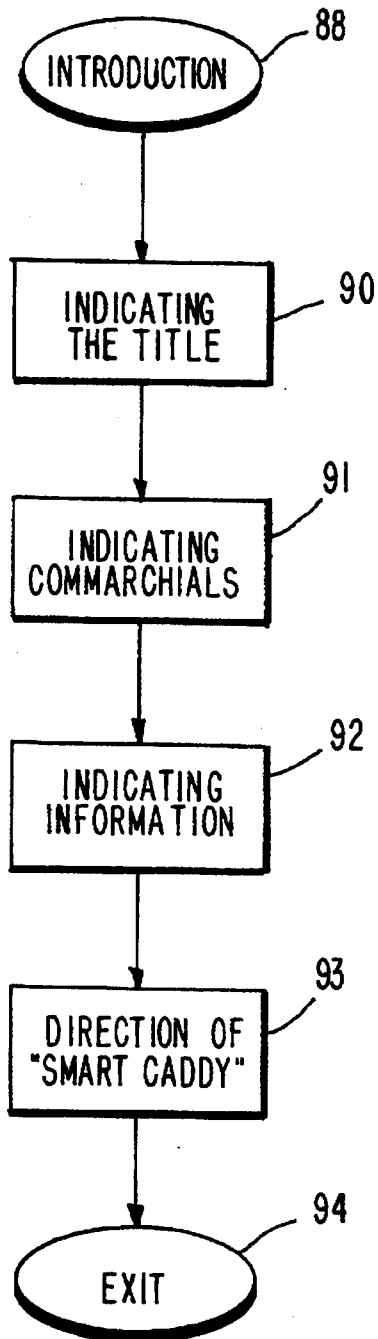 88
INTRODUCTION
90
INDICATING
THE TITLE
91
INDICATING
COMMARCHIALS
92
INDICATING
INFORMATION
93
DIRECTION OF
"SMART CADDY"
94
EXIT